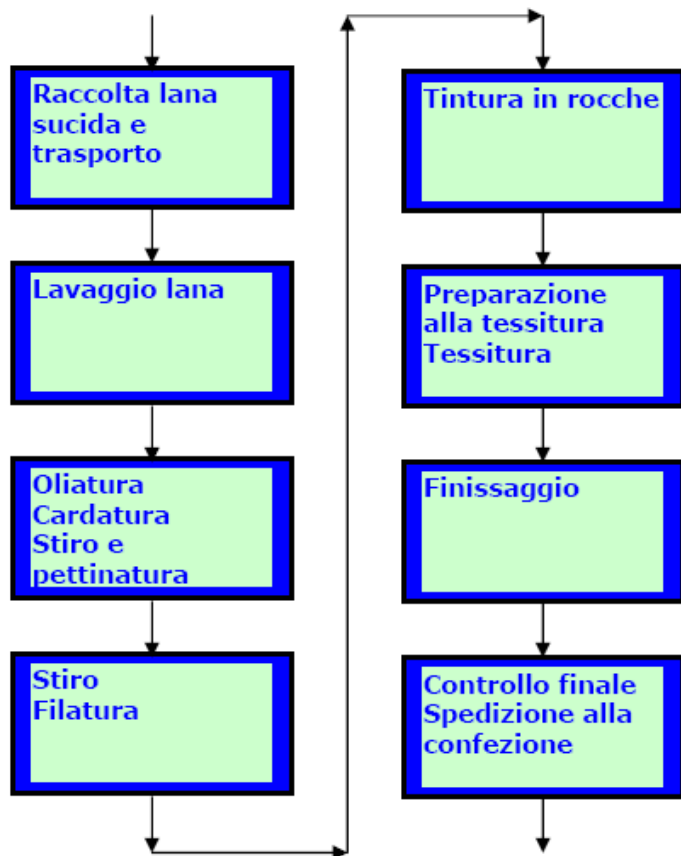 Raccolta lana
sucida e
trasporto
Lavaggio lana
Oliatura
Cardatura
Stiro e
pettinatura
Stiro
Filatura
Tintura in rocche
Preparazione
alla tessitura
Tessitura
Finissaggio
Controllo finale
Spedizione alla
confezione